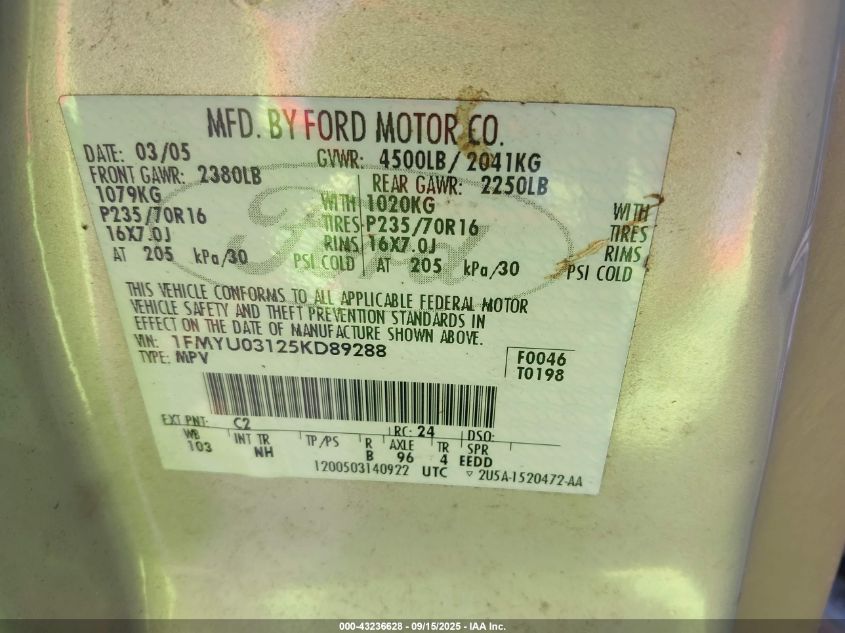 MFD. BY FORD MOTOR CO.
DATE: 03/05 GVWR: 4500LB/ 2041KG
FRONT GAWR: 2380LB REAR GAWR: 2250LB
1079KG WITH 1020KG WITH
P235/70R16 TIRES P235/70R16 TIRES
16X7.0J RIMS 16X7.0J RIMS
AT 205 kPa/30 PSI COLD AT 205 kPa/30 PSI COLD
Ford
THIS VEHICLE CONFORMS TO ALL APPLICABLE FEDERAL MOTOR
VEHICLE SAFETY AND THEFT PREVENTION STANDARDS IN
EFFECT ON THE DATE OF MANUFACTURE SHOWN ABOVE.
VIN: 1FMYU03125KD89288
TYPE: MPV
F0046
T0198
EXT PNT: C2 RC: 24 DSO:
WB INT TR TP/PS R AXLE TR SPR
103 NH B 96 4 EEDD
1200503140922 UTC ▽ 2U5A-1520472-AA
000-43236628 - 09/15/2025 - IAA Inc.